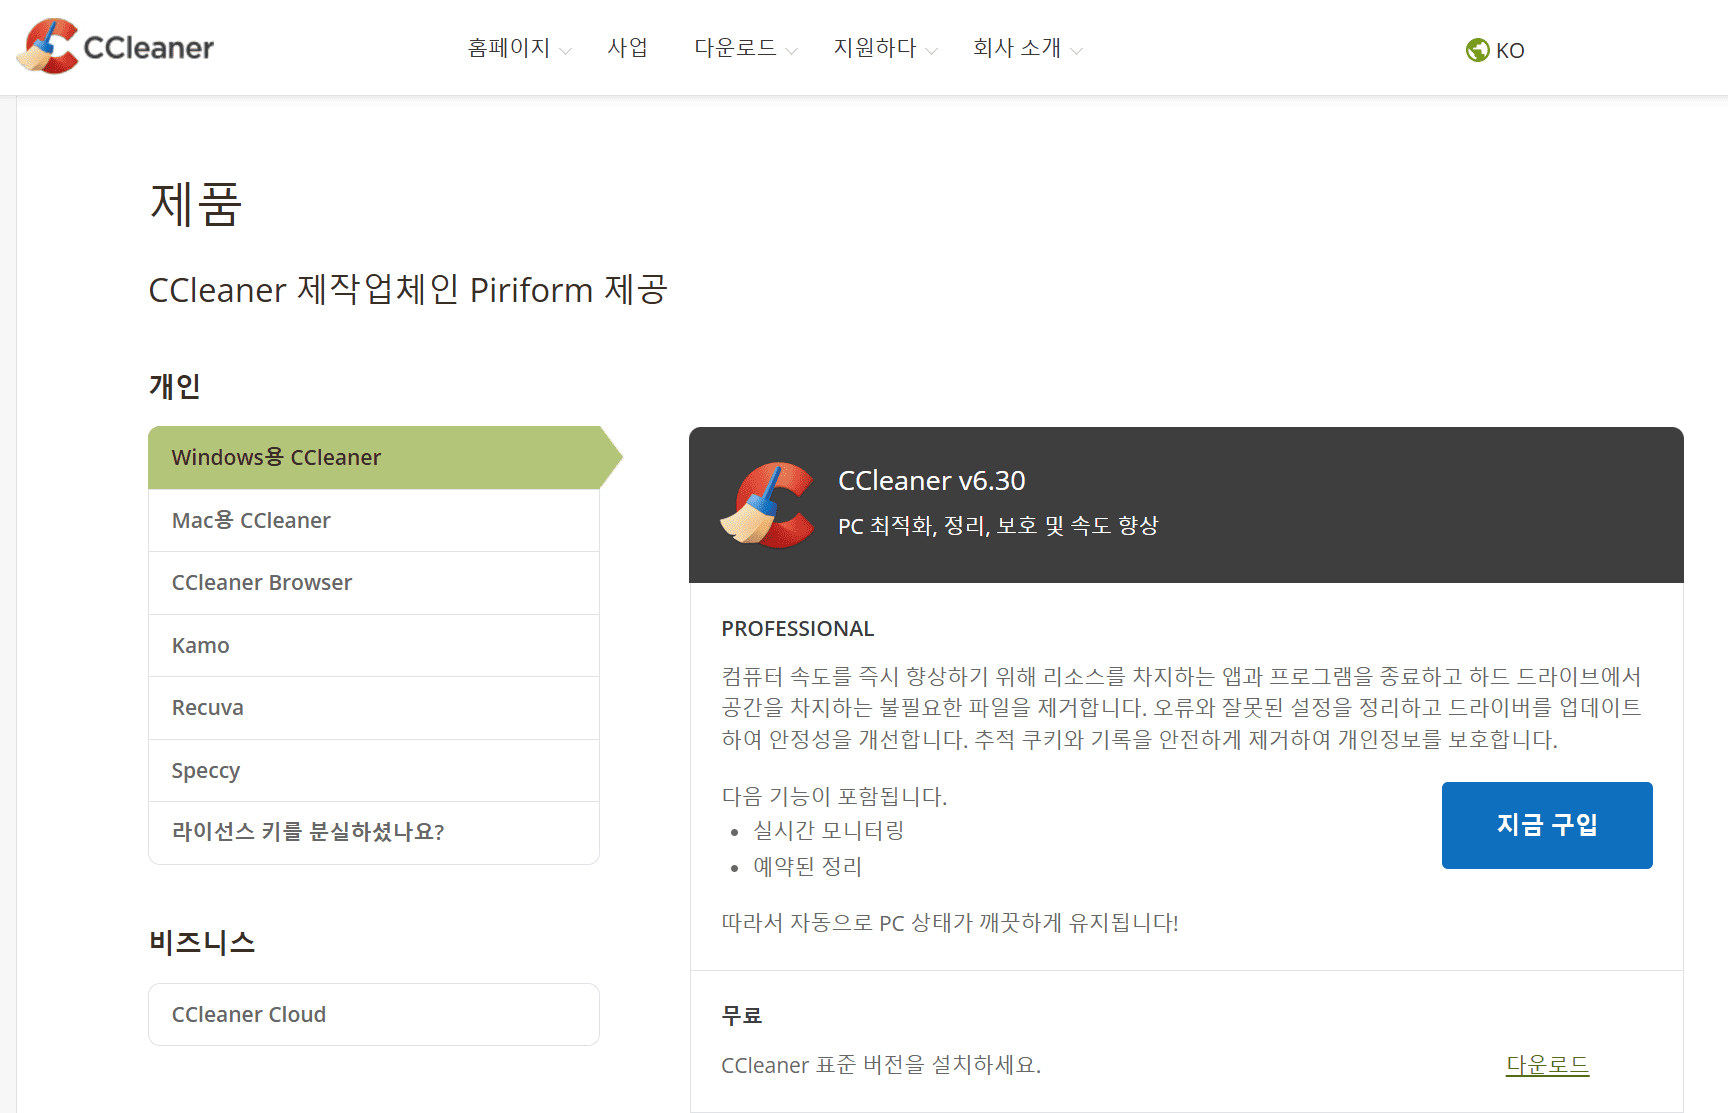 CCleaner
홈페이지 사업 다운로드 지원하다 회사 소개
KO
제품
CCleaner 제작업체인 Piriform 제공
개인
Windows용 CCleaner
Mac용 CCleaner
CCleaner Browser
Kamo
Recuva
Speccy
라이선스 키를 분실하셨나요?
비즈니스
CCleaner Cloud
CCleaner v6.30
PC 최적화, 정리, 보호 및 속도 향상
PROFESSIONAL
컴퓨터 속도를 즉시 향상하기 위해 리소스를 차지하는 앱과 프로그램을 종료하고 하드 드라이브에서
공간을 차지하는 불필요한 파일을 제거합니다. 오류와 잘못된 설정을 정리하고 드라이버를 업데이트
하여 안정성을 개선합니다. 추적 쿠키와 기록을 안전하게 제거하여 개인정보를 보호합니다.
다음 기능이 포함됩니다.
• 실시간 모니터링
• 예약된 정리
지금 구입
따라서 자동으로 PC 상태가 깨끗하게 유지됩니다!
무료
CCleaner 표준 버전을 설치하세요.
다운로드